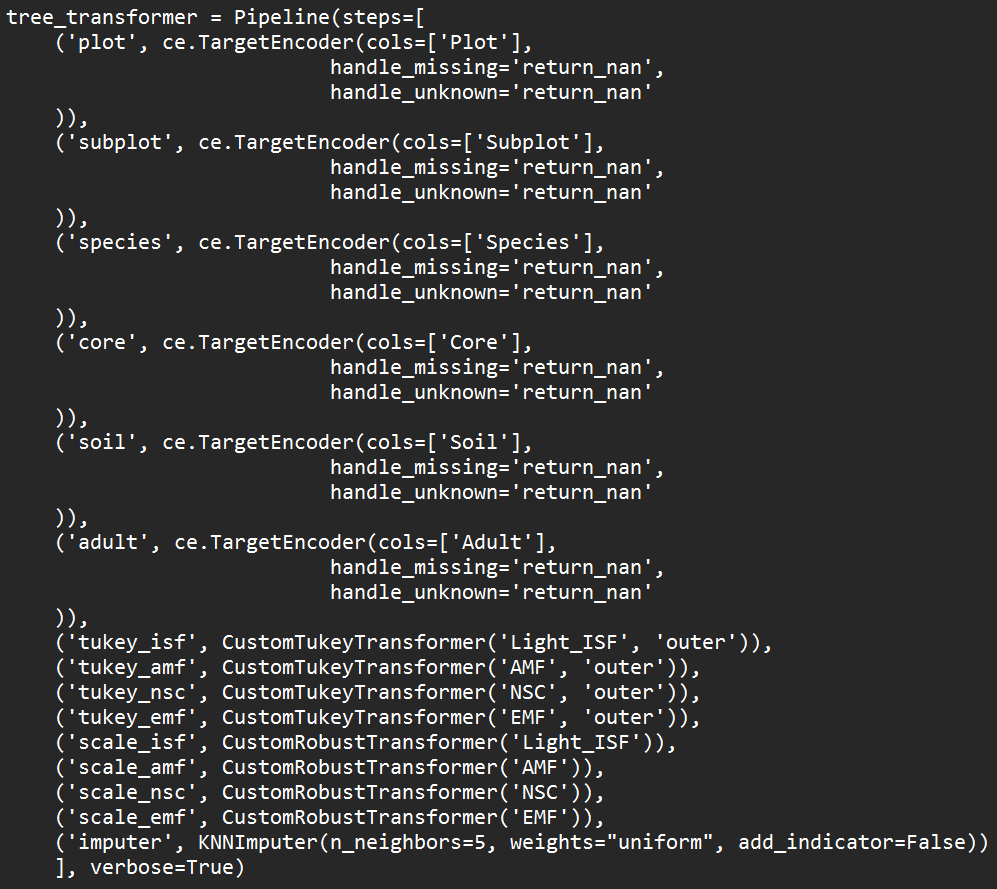 tree_transformer = Pipeline(steps=[
    ('plot', ce.TargetEncoder(cols=['Plot'],
                           handle_missing='return_nan',
                           handle_unknown='return_nan'
    )),
    ('subplot', ce.TargetEncoder(cols=['Subplot'],
                           handle_missing='return_nan',
                           handle_unknown='return_nan'
    )),
    ('species', ce.TargetEncoder(cols=['Species'],
                           handle_missing='return_nan',
                           handle_unknown='return_nan'
    )),
    ('core', ce.TargetEncoder(cols=['Core'],
                           handle_missing='return_nan',
                           handle_unknown='return_nan'
    )),
    ('soil', ce.TargetEncoder(cols=['Soil'],
                           handle_missing='return_nan',
                           handle_unknown='return_nan'
    )),
    ('adult', ce.TargetEncoder(cols=['Adult'],
                           handle_missing='return_nan',
                           handle_unknown='return_nan'
    )),
    ('tukey_isf', CustomTukeyTransformer('Light_ISF', 'outer')),
    ('tukey_amf', CustomTukeyTransformer('AMF', 'outer')),
    ('tukey_nsc', CustomTukeyTransformer('NSC', 'outer')),
    ('tukey_emf', CustomTukeyTransformer('EMF', 'outer')),
    ('scale_isf', CustomRobustTransformer('Light_ISF')),
    ('scale_amf', CustomRobustTransformer('AMF')),
    ('scale_nsc', CustomRobustTransformer('NSC')),
    ('scale_emf', CustomRobustTransformer('EMF')),
    ('imputer', KNNImputer(n_neighbors=5, weights="uniform", add_indicator=False))
    ], verbose=True)